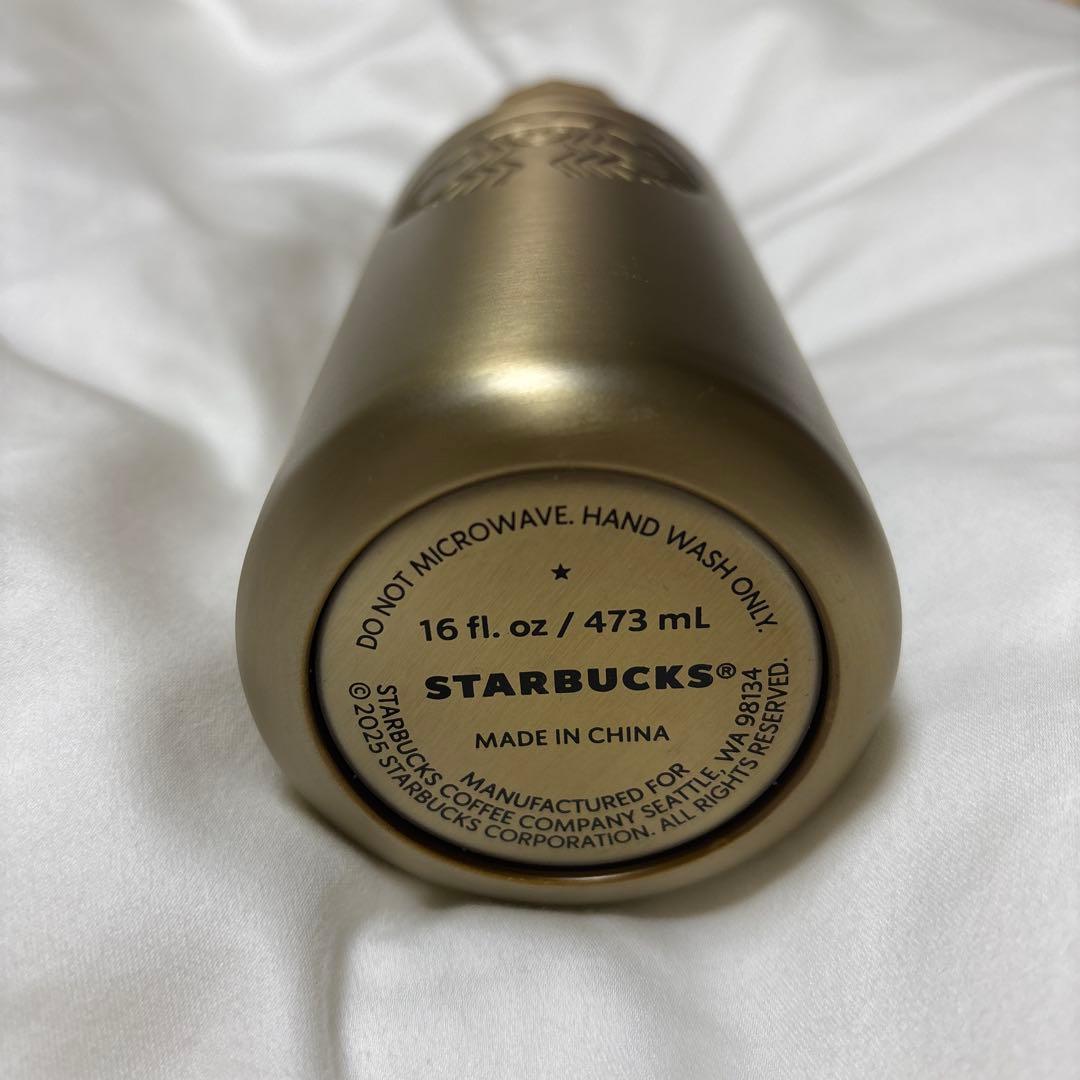 DO NOT MICROWAVE. HAND WASH ONLY.
16 fl. oz / 473 mL
STARBUCKS®
MADE IN CHINA
MANUFACTURED FOR
STARBUCKS COFFEE COMPANY SEATTLE, WA 98134
©2025 STARBUCKS CORPORATION. ALL RIGHTS RESERVED.